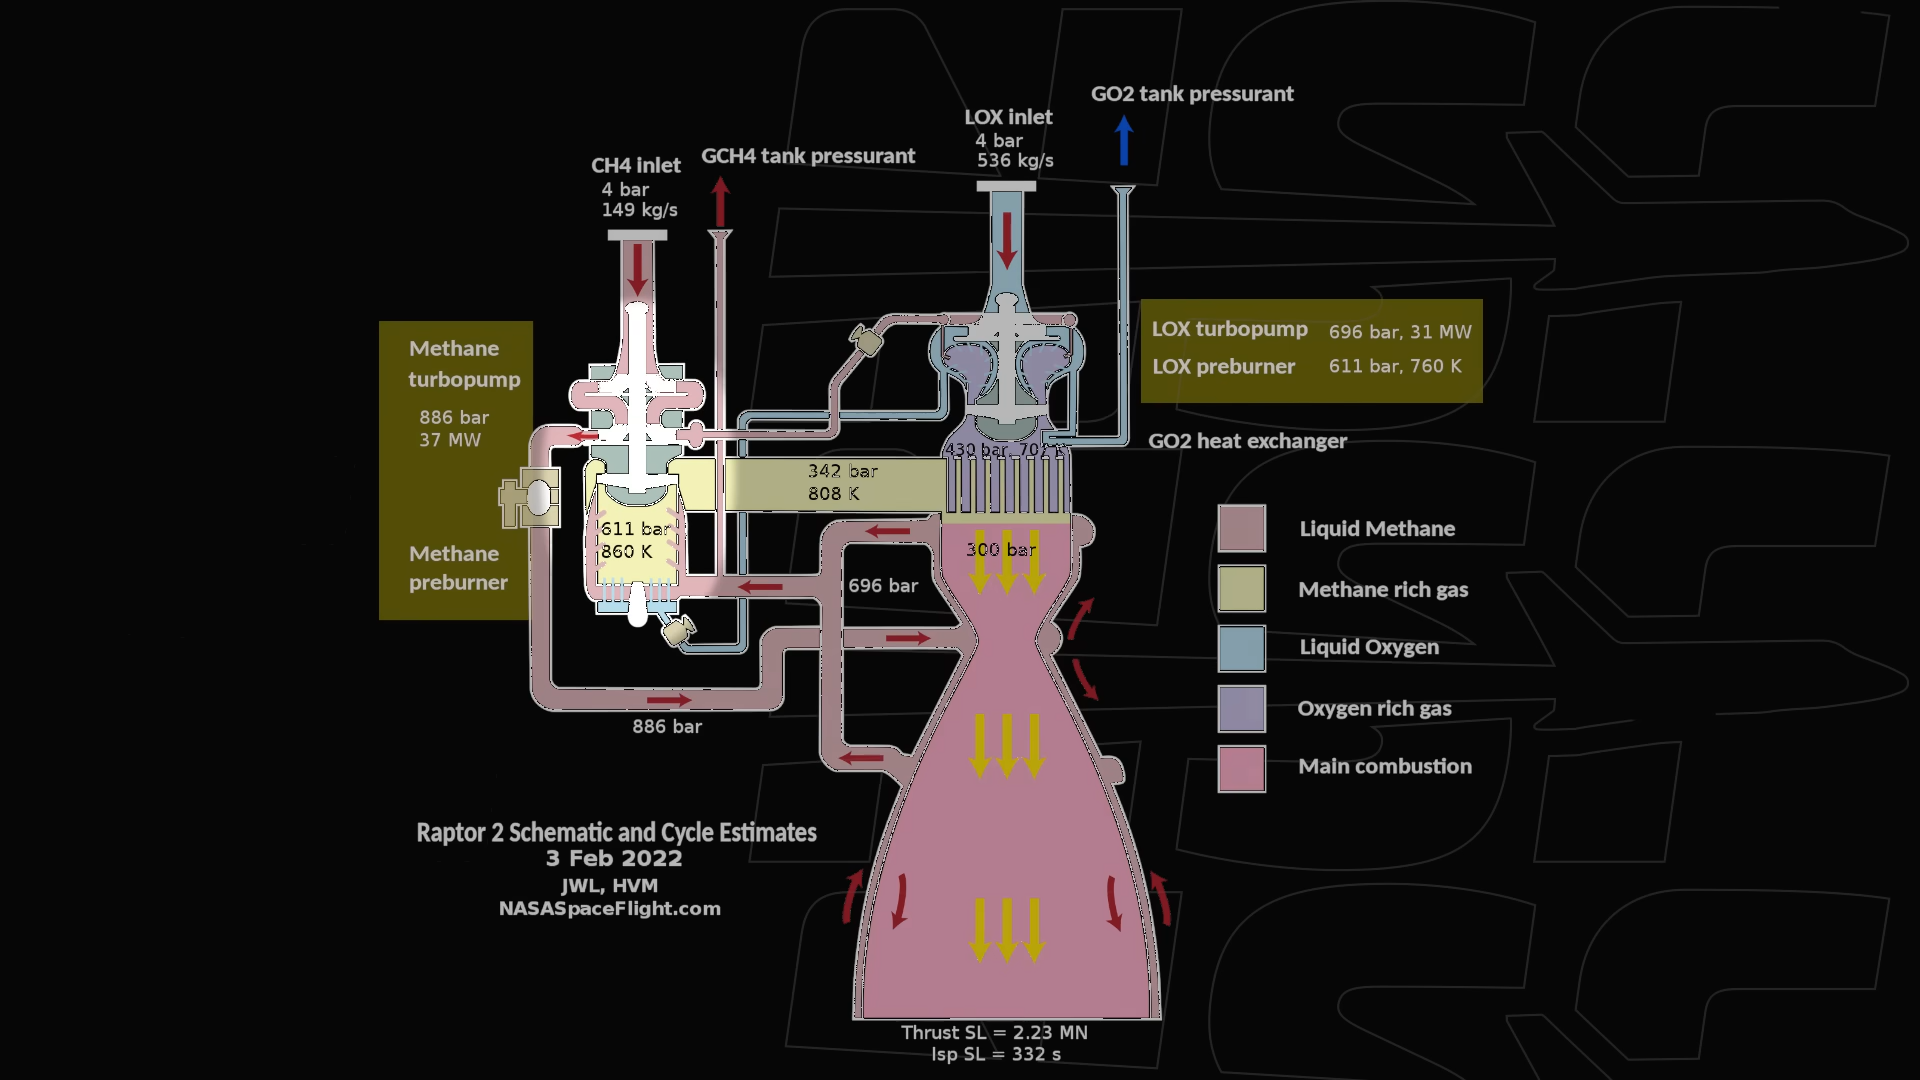 GO2 tank pressurant
LOX inlet
4 bar
536 kg/s
GCH4 tank pressurant
CH4 inlet
4 bar
149 kg/s
Methane
turbopump
886 bar
37 MW
Methane
preburner
LOX turbopump 696 bar, 31 MW
LOX preburner 611 bar, 760 K
GO2 heat exchanger
430 bar,
342 bar
808 K
611 bar
860 K
300 bar
696 bar
886 bar
Liquid Methane
Methane rich gas
Liquid Oxygen
Oxygen rich gas
Main combustion
Raptor 2 Schematic and Cycle Estimates
3 Feb 2022
JWL, HVM
NASASpaceFlight.com
Thrust SL = 2.23 MN
Isp SL = 332 s